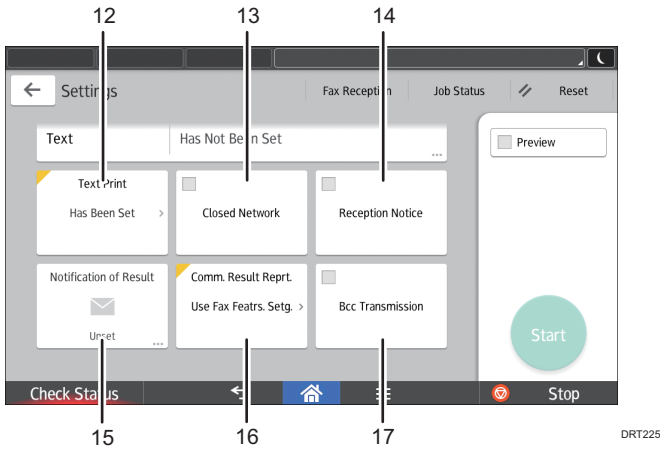 12 13 14
Settings Fax Reception Job Status Reset
Text Has Not Been Set
Preview
Text Print
Has Been Set >
Closed Network
Reception Notice
Notification of Result
Unset
Comm. Result Reprt.
Use Fax Featrs. Setg. >
Bcc Transmission
Start
Check Status Stop
15 16 17
DRT225